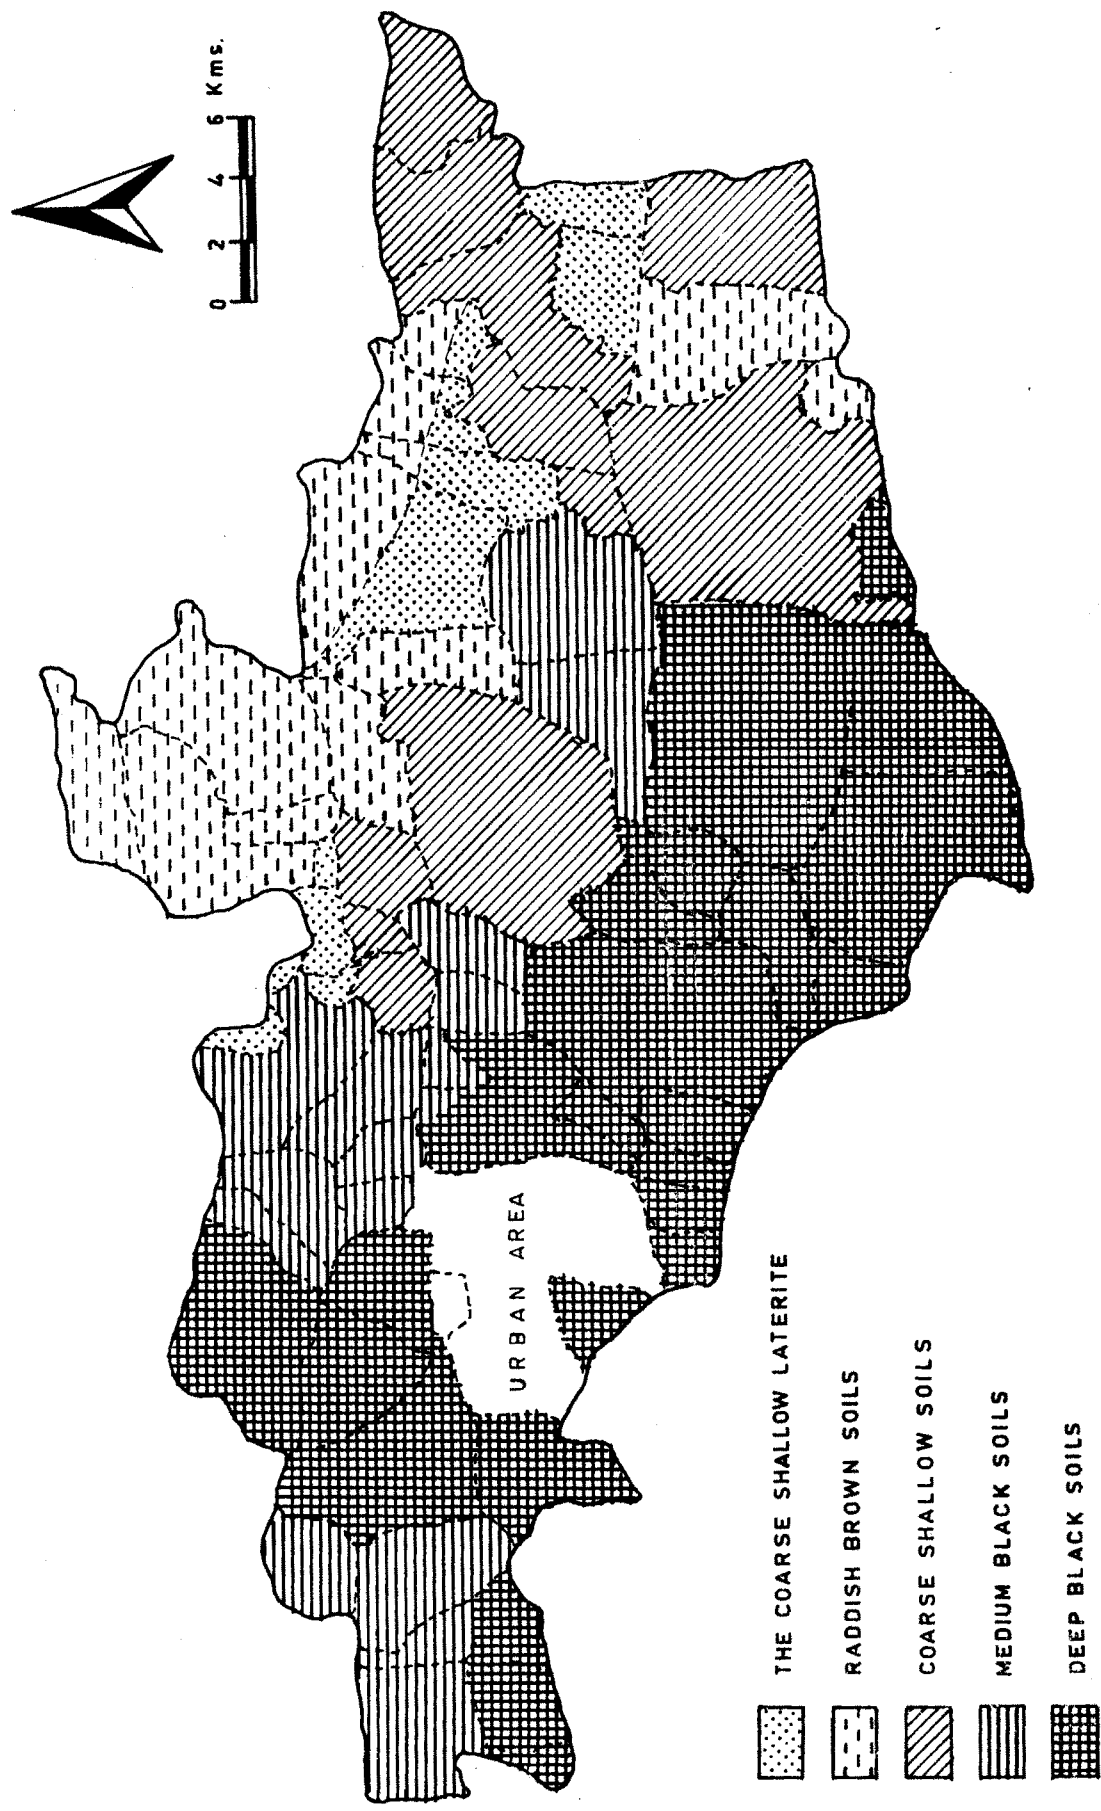 0 2 4 6 Kms.
URBAN AREA
THE COARSE SHALLOW LATERITE
RADDISH BROWN SOILS
COARSE SHALLOW SOILS
MEDIUM BLACK SOILS
DEEP BLACK SOILS